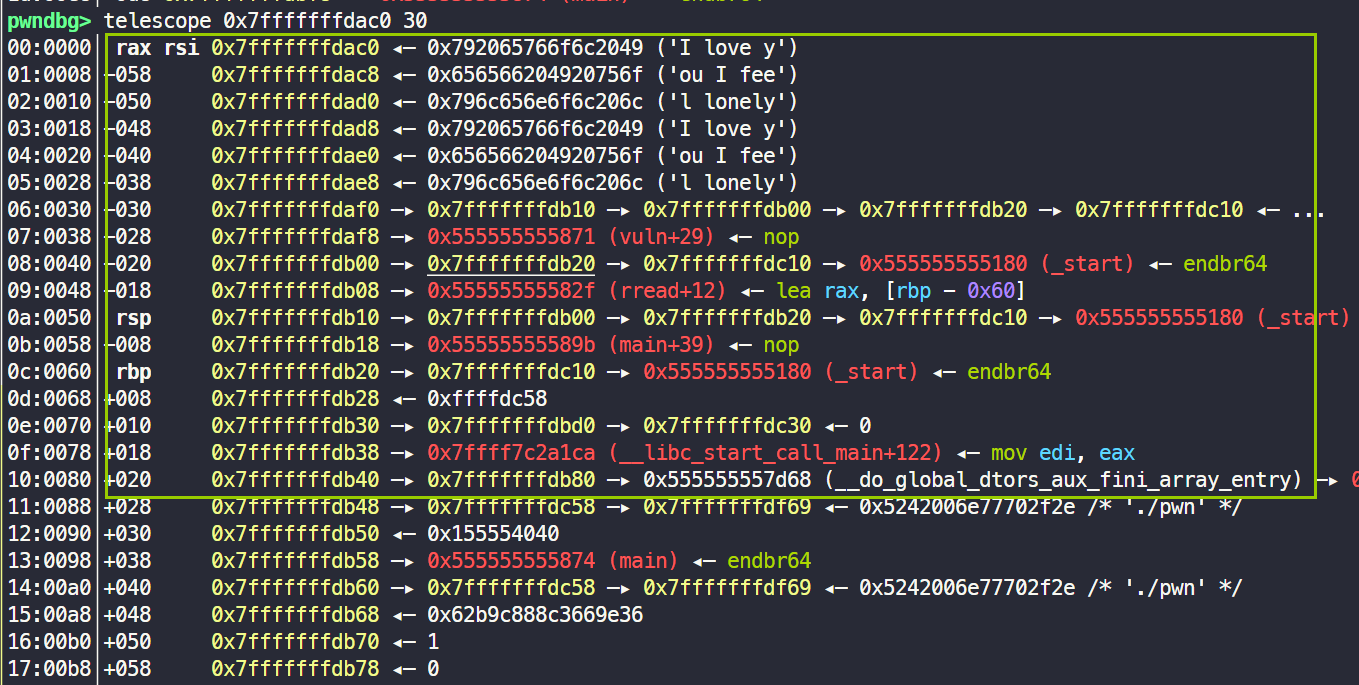 pwndbg> telescope 0x7fffffffdac0 30
00:0000│ rax rsi 0x7fffffffdac0 ◂— 0x792065766f6c2049 ('I love y')
01:0008│-058     0x7fffffffdac8 ◂— 0x656566204920756f ('ou I fee')
02:0010│-050     0x7fffffffdad0 ◂— 0x796c656e6f6c206c ('l lonely')
03:0018│-048     0x7fffffffdad8 ◂— 0x792065766f6c2049 ('I love y')
04:0020│-040     0x7fffffffdae0 ◂— 0x656566204920756f ('ou I fee')
05:0028│-038     0x7fffffffdae8 ◂— 0x796c656e6f6c206c ('l lonely')
06:0030│-030     0x7fffffffdaf0 —▸ 0x7fffffffdb10 —▸ 0x7fffffffdb00 —▸ 0x7fffffffdb20 —▸ 0x7fffffffdc10 ◂— ...
07:0038│-028     0x7fffffffdaf8 —▸ 0x555555555871 (vuln+29) ◂— nop
08:0040│-020     0x7fffffffdb00 —▸ 0x7fffffffdb20 —▸ 0x7fffffffdc10 —▸ 0x555555555180 (_start) ◂— endbr64
09:0048│-018     0x7fffffffdb08 —▸ 0x55555555582f (rread+12) ◂— lea rax, [rbp - 0x60]
0a:0050│ rsp     0x7fffffffdb10 —▸ 0x7fffffffdb00 —▸ 0x7fffffffdb20 —▸ 0x7fffffffdc10 —▸ 0x555555555180 (_start)
0b:0058│-008     0x7fffffffdb18 —▸ 0x55555555589b (main+39) ◂— nop
0c:0060│ rbp     0x7fffffffdb20 —▸ 0x7fffffffdc10 —▸ 0x555555555180 (_start) ◂— endbr64
0d:0068│+008     0x7fffffffdb28 ◂— 0xffffdc58
0e:0070│+010     0x7fffffffdb30 —▸ 0x7fffffffdbd0 —▸ 0x7fffffffdc30 ◂— 0
0f:0078│+018     0x7fffffffdb38 —▸ 0x7ffff7c2a1ca (__libc_start_call_main+122) ◂— mov edi, eax
10:0080│+020     0x7fffffffdb40 —▸ 0x7fffffffdb80 —▸ 0x555555557d68 (__do_global_dtors_aux_fini_array_entry) —▸ 0
11:0088│+028     0x7fffffffdb48 —▸ 0x7fffffffdc58 —▸ 0x7fffffffdf69 ◂— 0x5242006e77702f2e /* './pwn' */
12:0090│+030     0x7fffffffdb50 ◂— 0x155554040
13:0098│+038     0x7fffffffdb58 —▸ 0x555555555874 (main) ◂— endbr64
14:00a0│+040     0x7fffffffdb60 —▸ 0x7fffffffdc58 —▸ 0x7fffffffdf69 ◂— 0x5242006e77702f2e /* './pwn' */
15:00a8│+048     0x7fffffffdb68 ◂— 0x62b9c888c3669e36
16:00b0│+050     0x7fffffffdb70 ◂— 1
17:00b8│+058     0x7fffffffdb78 ◂— 0